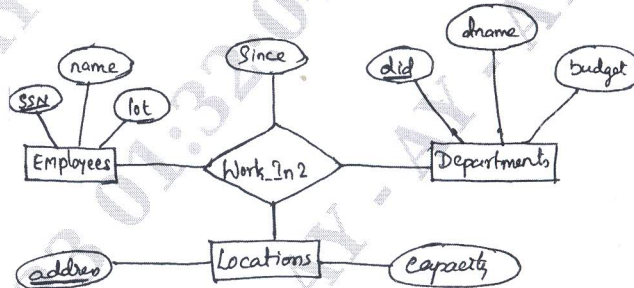 dname
Since
name
did
budget
SSN
lot
Employees
Work_In2
Departments
Locations
address
capacity